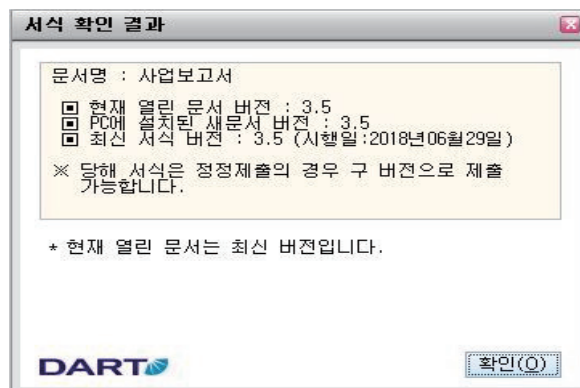 서식 확인 결과
문서명 : 사업보고서
▣ 현재 열린 문서 버전 : 3.5
▣ PC에 설치된 새문서 버전 : 3.5
▣ 최신 서식 버전 : 3.5 (시행일:2018년06월29일)
※ 당해 서식은 정정제출의 경우 구 버전으로 제출
가능합니다.
* 현재 열린 문서는 최신 버전입니다.
DART
확인(O)